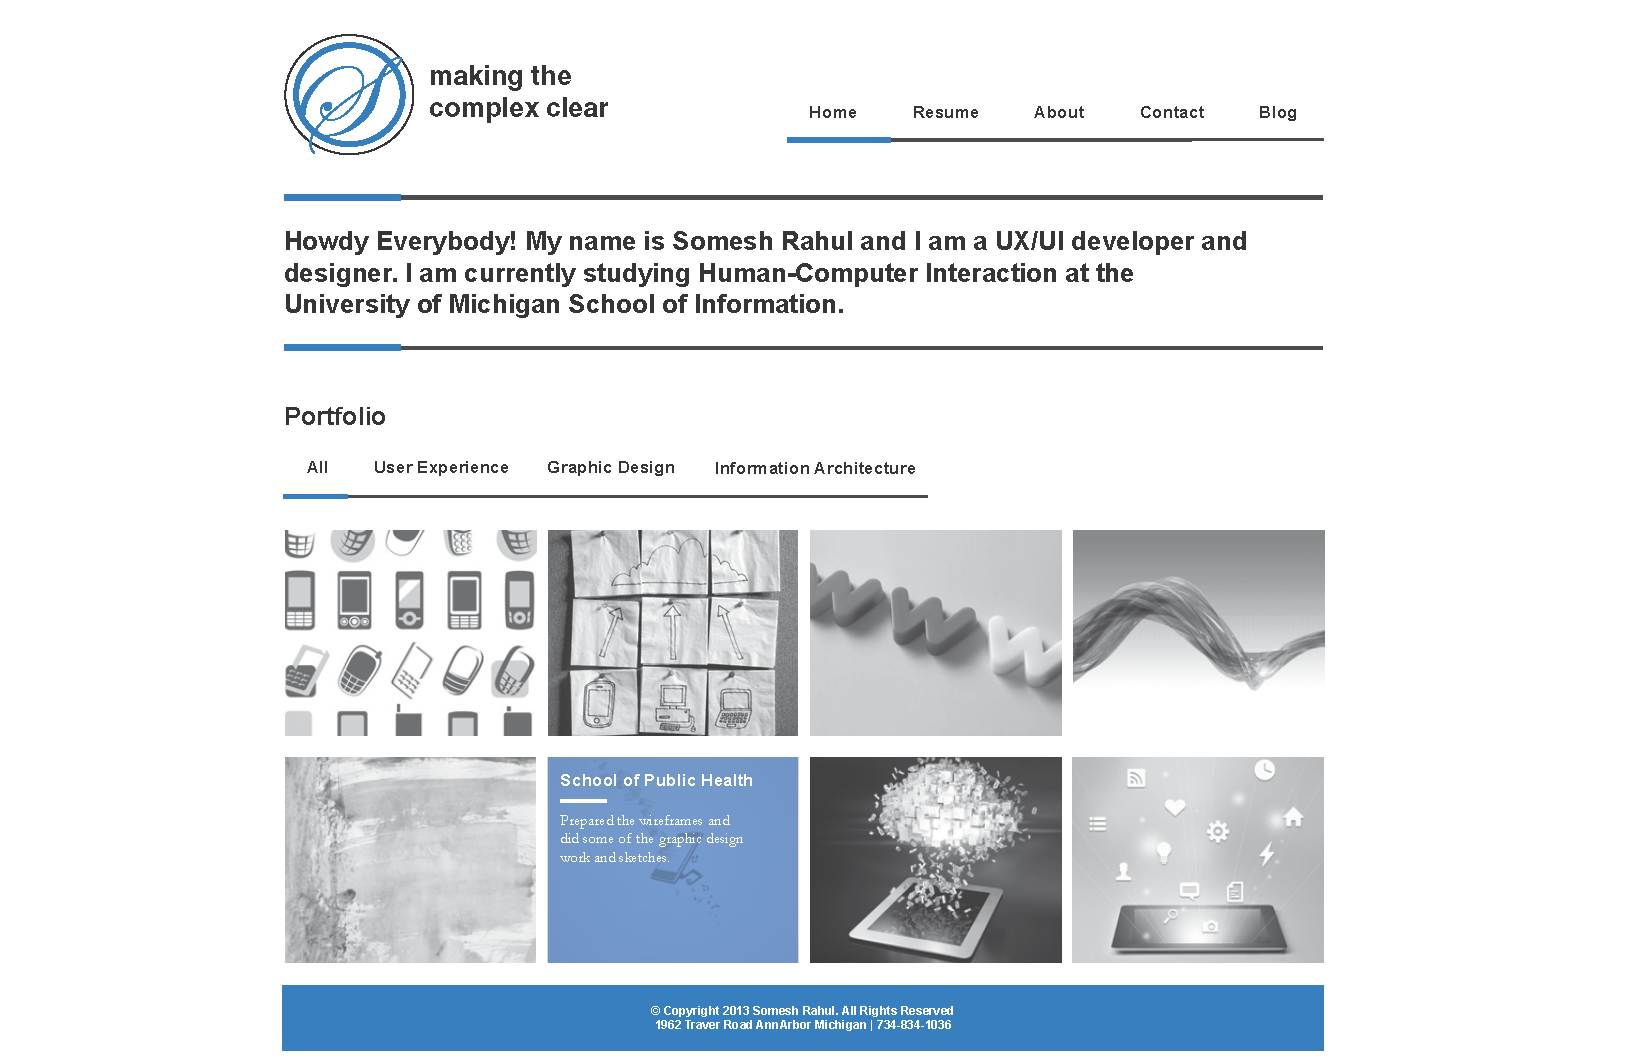 making the
complex clear
Home Resume About Contact Blog
Howdy Everybody! My name is Somesh Rahul and I am a UX/UI developer and
designer. I am currently studying Human-Computer Interaction at the
University of Michigan School of Information.
Portfolio
All User Experience Graphic Design Information Architecture
W W W
School of Public Health
Prepared the wireframes and
did some of the graphic design
work and sketches.
© Copyright 2013 Somesh Rahul. All Rights Reserved
1962 Traver Road AnnArbor Michigan | 734-834-1036